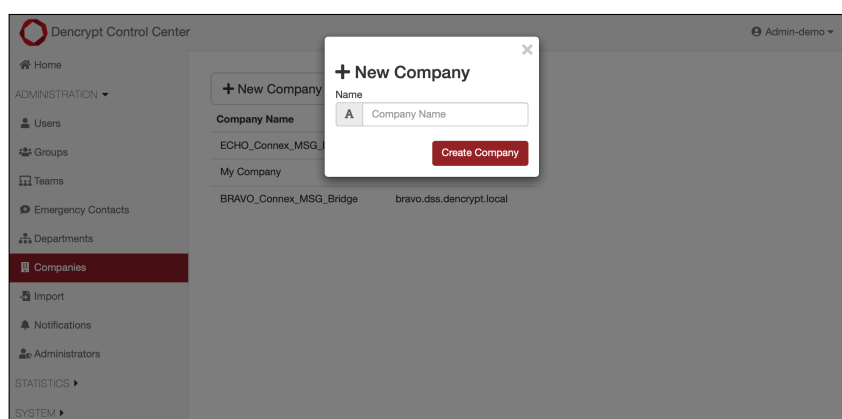 Dencrypt Control Center
Admin-demo
Home
ADMINISTRATION
Users
Groups
Teams
Emergency Contacts
Departments
Companies
Import
Notifications
Administrators
STATISTICS
SYSTEM
+ New Company
Company Name
My Company
BRAVO_Connex_MSG_Bridge bravo.dss.dencrypt.local
×
+ New Company
Name
A Company Name
Create Company